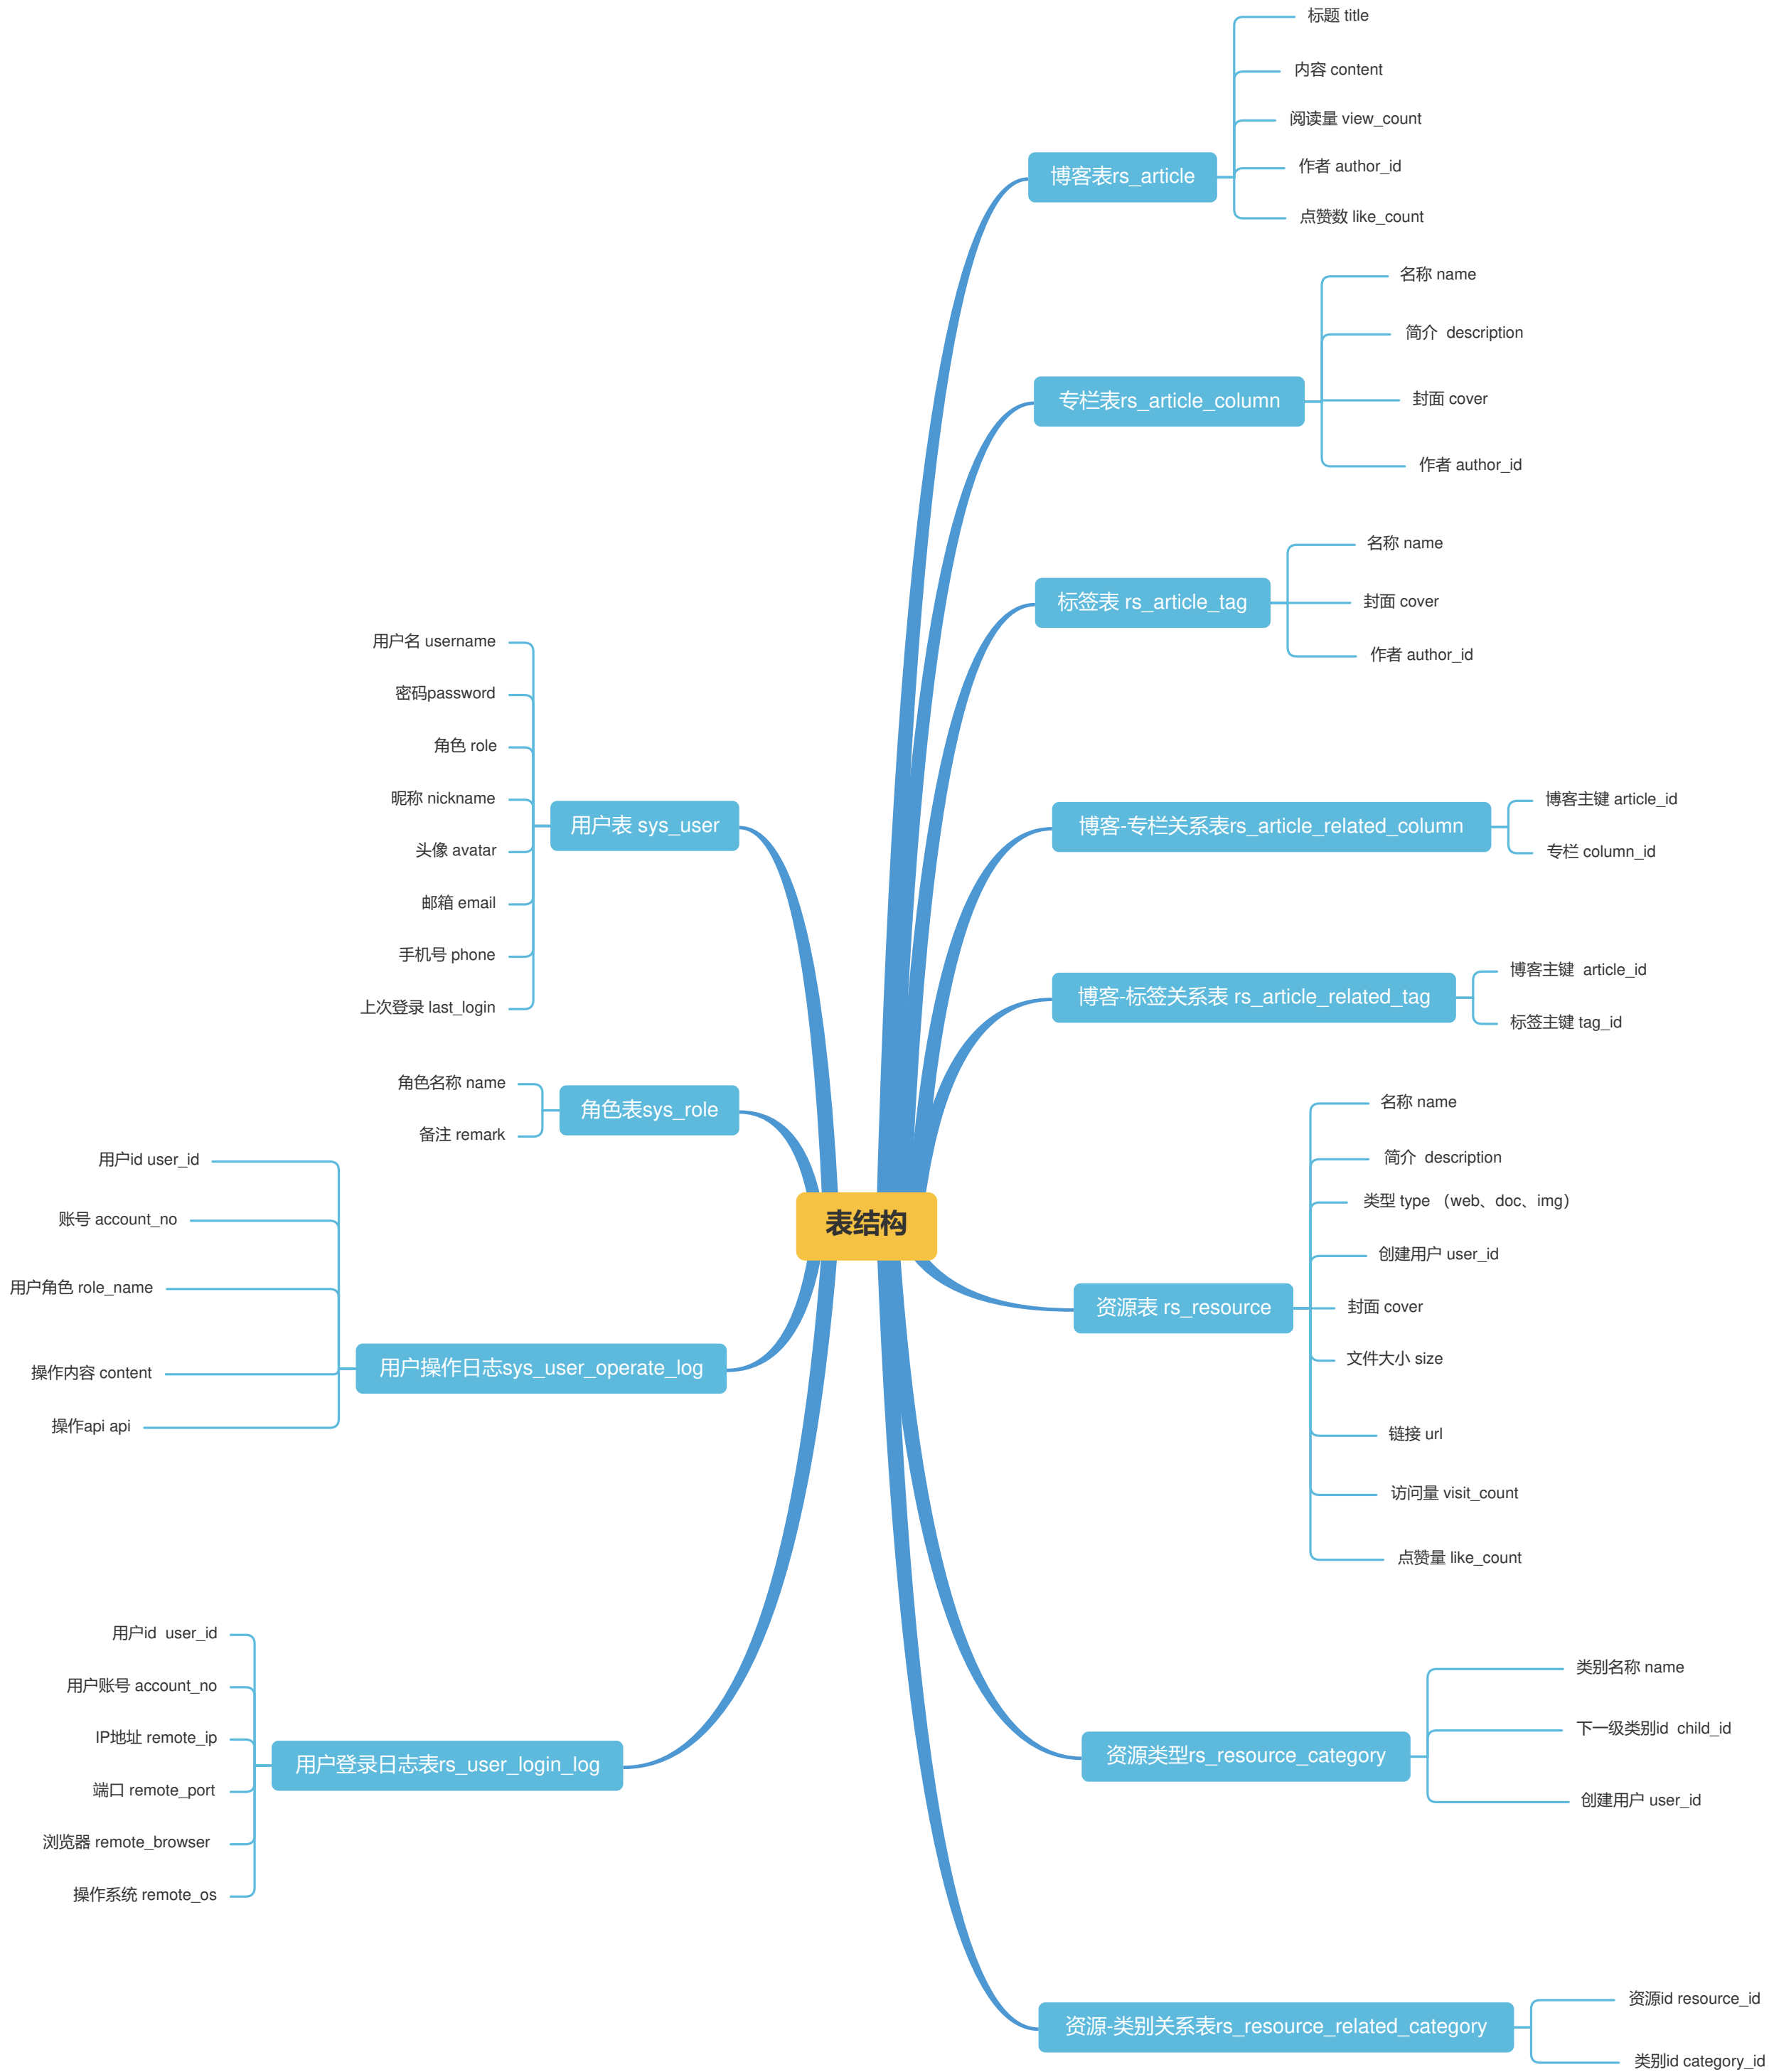 表结构
博客表rs_article
标题 title
内容 content
阅读量 view_count
作者 author_id
点赞数 like_count
专栏表rs_article_column
名称 name
简介  description
封面 cover
作者 author_id
标签表 rs_article_tag
名称 name
封面 cover
作者 author_id
博客-专栏关系表rs_article_related_column
博客主键 article_id
专栏 column_id
博客-标签关系表 rs_article_related_tag
博客主键  article_id
标签主键 tag_id
资源表 rs_resource
名称 name
简介  description
类型 type （web、doc、img）
创建用户 user_id
封面 cover
文件大小 size
链接 url
访问量 visit_count
点赞量 like_count
资源类型rs_resource_category
类别名称 name
下一级类别id  child_id
创建用户 user_id
资源-类别关系表rs_resource_related_category
资源id resource_id
类别id category_id
用户表 sys_user
用户名 username
密码password
角色 role
昵称 nickname
头像 avatar
邮箱 email
手机号 phone
上次登录 last_login
角色表sys_role
角色名称 name
备注 remark
用户操作日志sys_user_operate_log
用户id user_id
账号 account_no
用户角色 role_name
操作内容 content
操作api api
用户登录日志表rs_user_login_log
用户id  user_id
用户账号 account_no
IP地址 remote_ip
端口 remote_port
浏览器 remote_browser
操作系统 remote_os